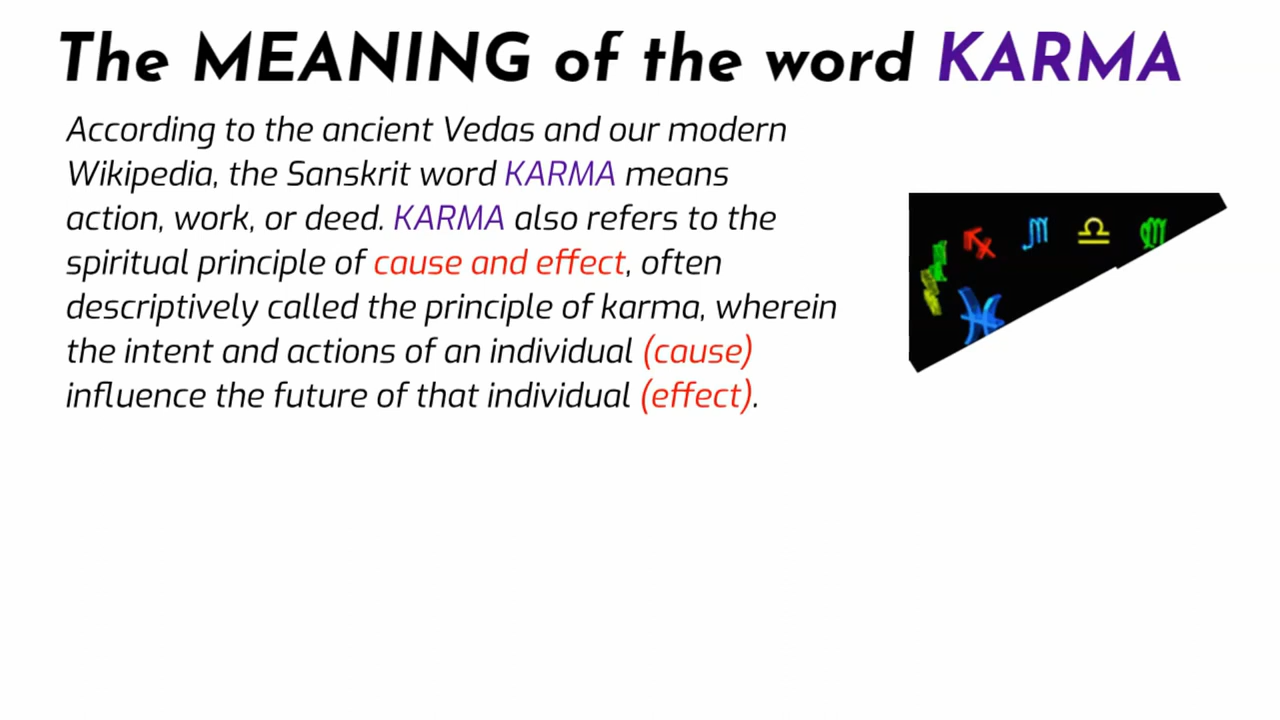 The MEANING of the word KARMA
According to the ancient Vedas and our modern
Wikipedia, the Sanskrit word KARMA means
action, work, or deed. KARMA also refers to the
spiritual principle of cause and effect, often
descriptively called the principle of karma, wherein
the intent and actions of an individual (cause)
influence the future of that individual (effect).